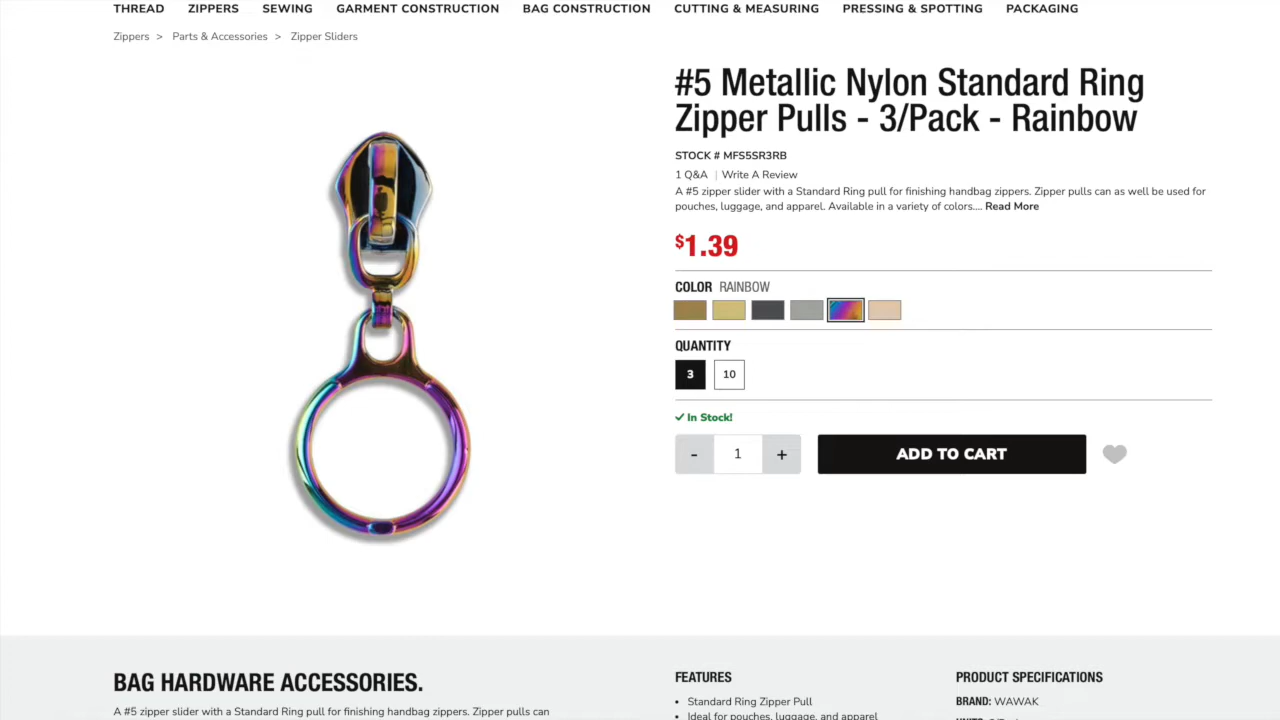 THREAD ZIPPERS SEWING GARMENT CONSTRUCTION BAG CONSTRUCTION CUTTING & MEASURING PRESSING & SPOTTING PACKAGING
Zippers > Parts & Accessories > Zipper Sliders
#5 Metallic Nylon Standard Ring
Zipper Pulls - 3/Pack - Rainbow
STOCK # MFS5SR3RB
1 Q&A | Write A Review
A #5 zipper slider with a Standard Ring pull for finishing handbag zippers. Zipper pulls can as well be used for
pouches, luggage, and apparel. Available in a variety of colors.... Read More
$1.39
COLOR RAINBOW
QUANTITY
3 10
In Stock!
- 1 + ADD TO CART
BAG HARDWARE ACCESSORIES.
A #5 zipper slider with a Standard Ring pull for finishing handbag zippers. Zipper pulls can
FEATURES
• Standard Ring Zipper Pull
• Ideal for pouches, luggage, and apparel
PRODUCT SPECIFICATIONS
BRAND: WAWAK